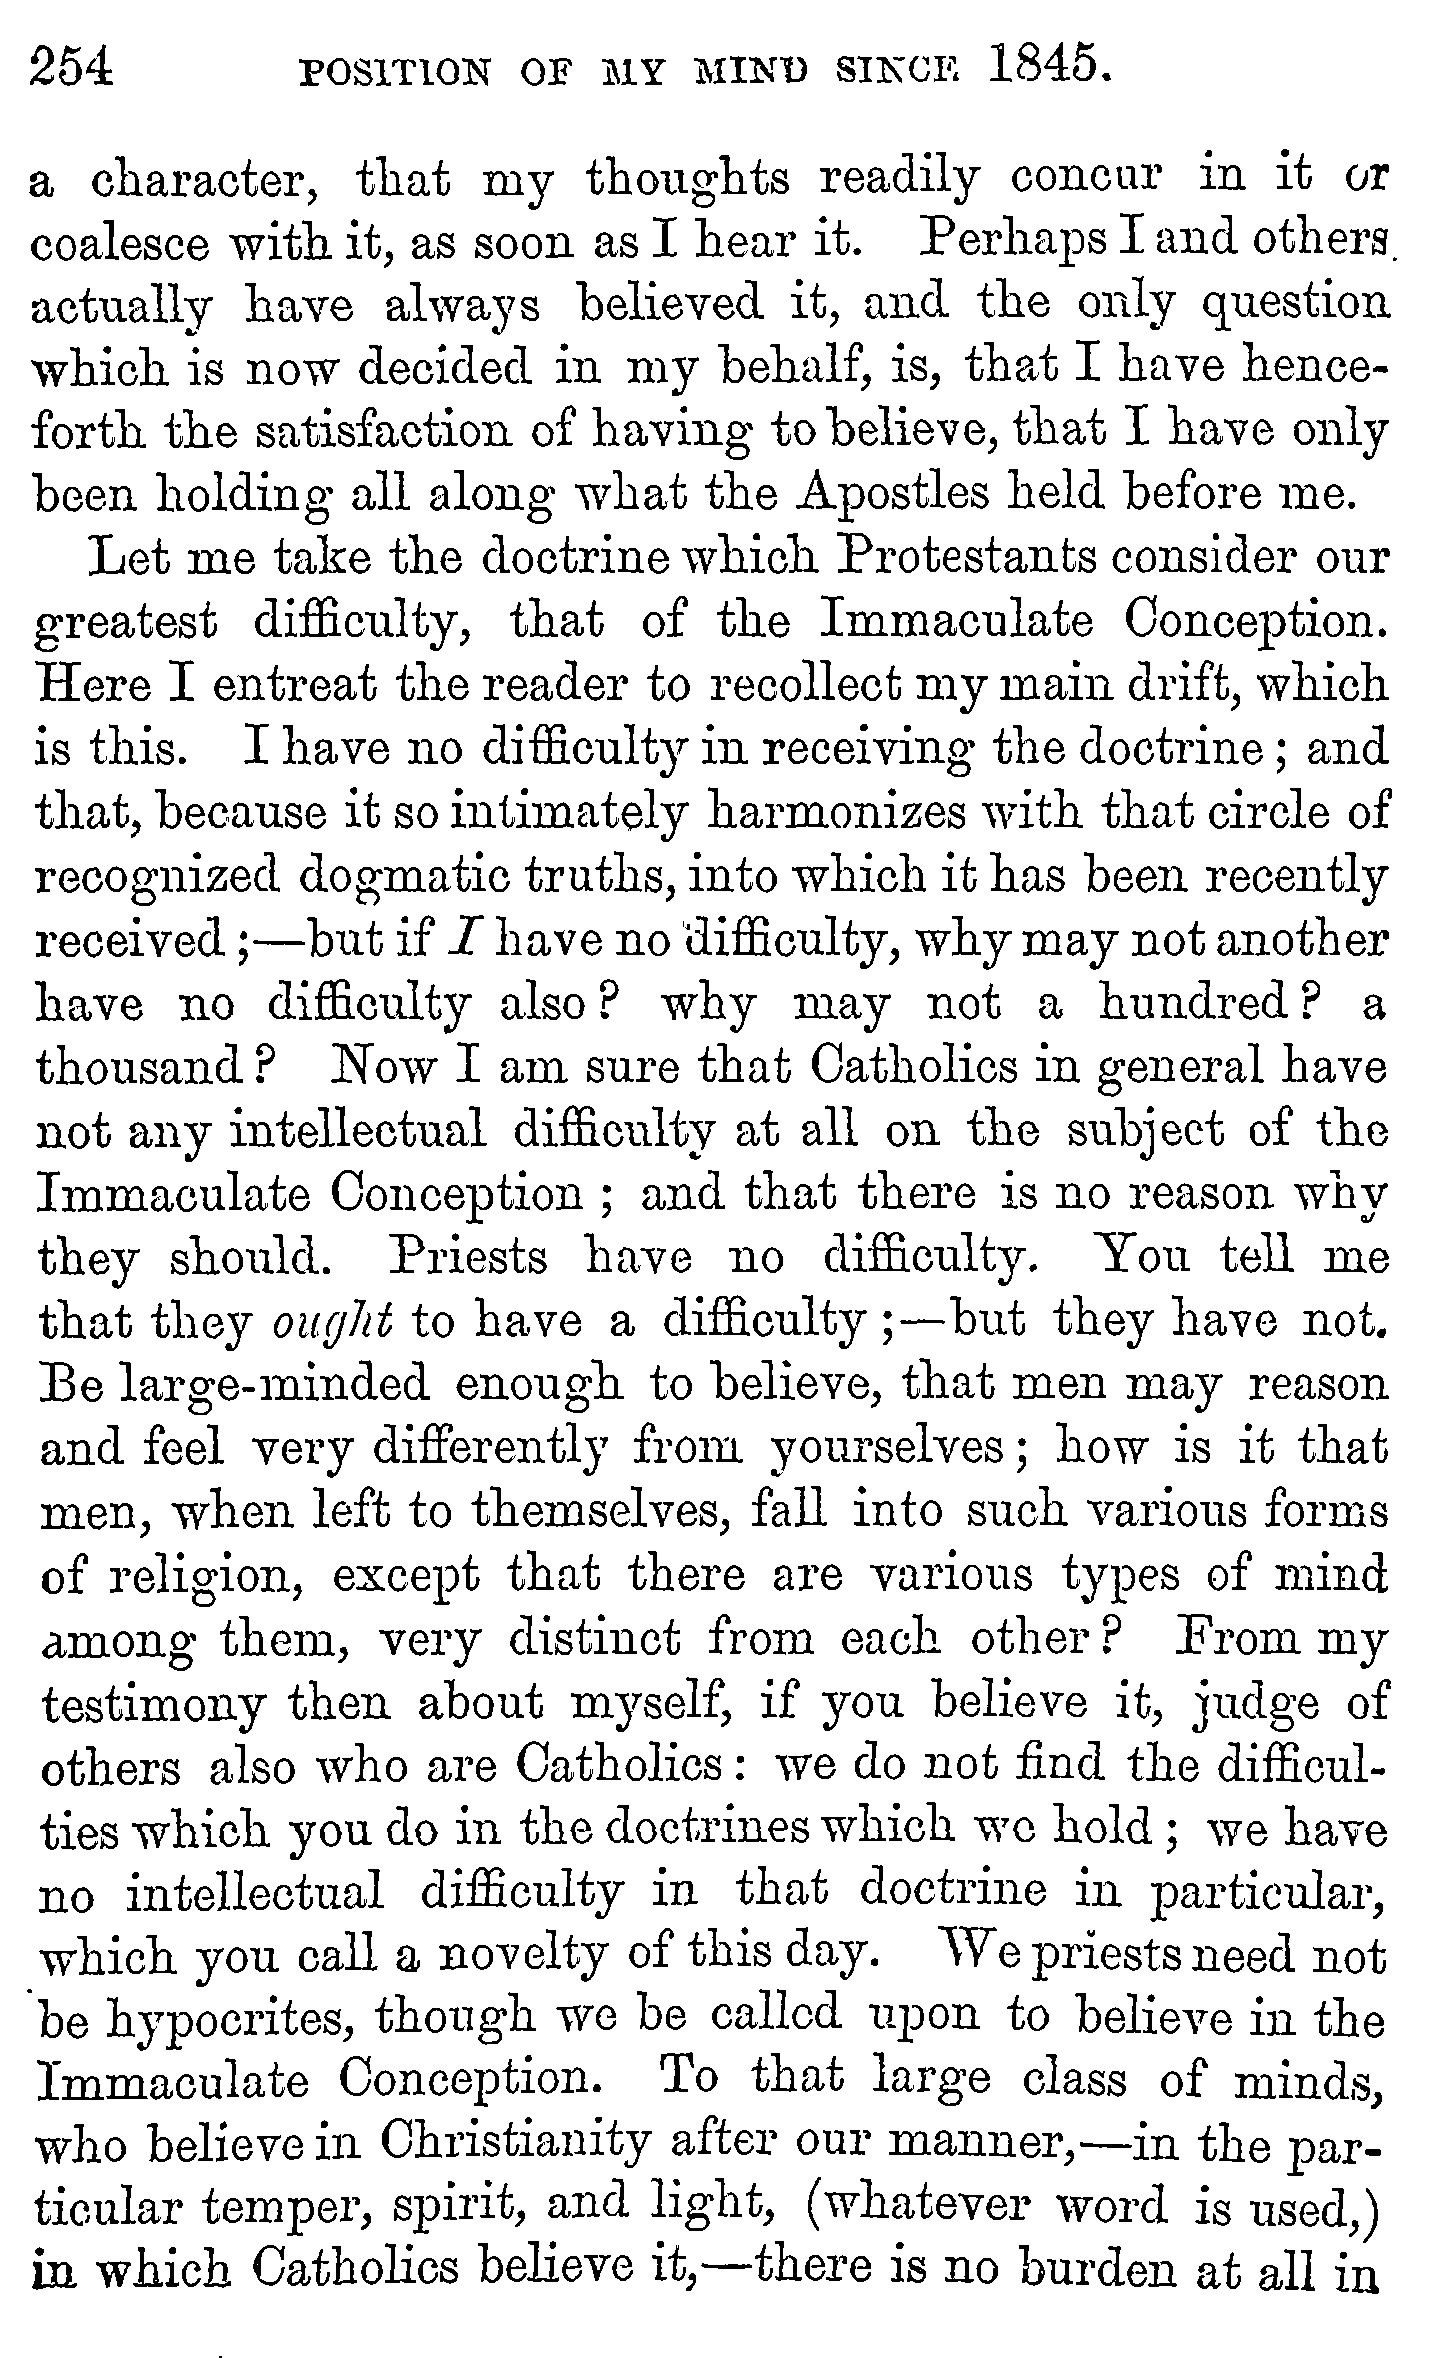 254 POSITION OF MY MIND SINCE 1845.
a character, that my thoughts readily concur in it or
coalesce with it, as soon as I hear it. Perhaps I and others
actually have always believed it, and the only question
which is now decided in my behalf, is, that I have hence-
forth the satisfaction of having to believe, that I have only
been holding all along what the Apostles held before me.
Let me take the doctrine which Protestants consider our
greatest difficulty, that of the Immaculate Conception.
Here I entreat the reader to recollect my main drift, which
is this. I have no difficulty in receiving the doctrine; and
that, because it so intimately harmonizes with that circle of
recognized dogmatic truths, into which it has been recently
received;—but if I have no difficulty, why may not another
have no difficulty also? why may not a hundred? a
thousand? Now I am sure that Catholics in general have
not any intellectual difficulty at all on the subject of the
Immaculate Conception; and that there is no reason why
they should. Priests have no difficulty. You tell me
that they ought to have a difficulty;—but they have not.
Be large-minded enough to believe, that men may reason
and feel very differently from yourselves; how is it that
men, when left to themselves, fall into such various forms
of religion, except that there are various types of mind
among them, very distinct from each other? From my
testimony then about myself, if you believe it, judge of
others also who are Catholics: we do not find the difficul-
ties which you do in the doctrines which we hold; we have
no intellectual difficulty in that doctrine in particular,
which you call a novelty of this day. We priests need not
be hypocrites, though we be called upon to believe in the
Immaculate Conception. To that large class of minds,
who believe in Christianity after our manner,—in the par-
ticular temper, spirit, and light, (whatever word is used,)
in which Catholics believe it,—there is no burden at all in